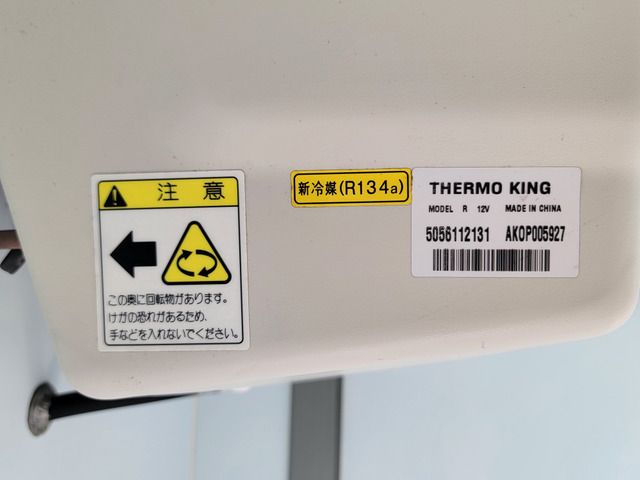 注意
この奥に回転物があります。
けがの恐れがあるため、
手などを入れないでください。
新冷媒(R134a)
THERMO KING
MODEL R 12V MADE IN CHINA
5056112131 AKOP005927